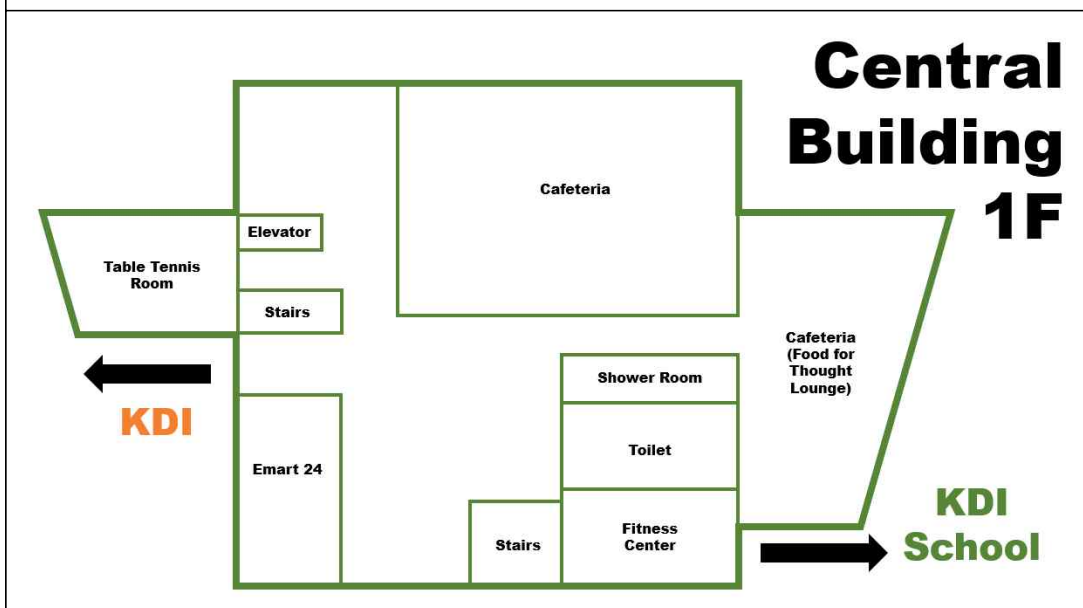 Central
Building
1F
Cafeteria
Elevator
Table Tennis
Room
Stairs
Cafeteria
(Food for
Thought
Lounge)
Shower Room
KDI
Toilet
Emart 24
KDI
School
Fitness
Center
Stairs